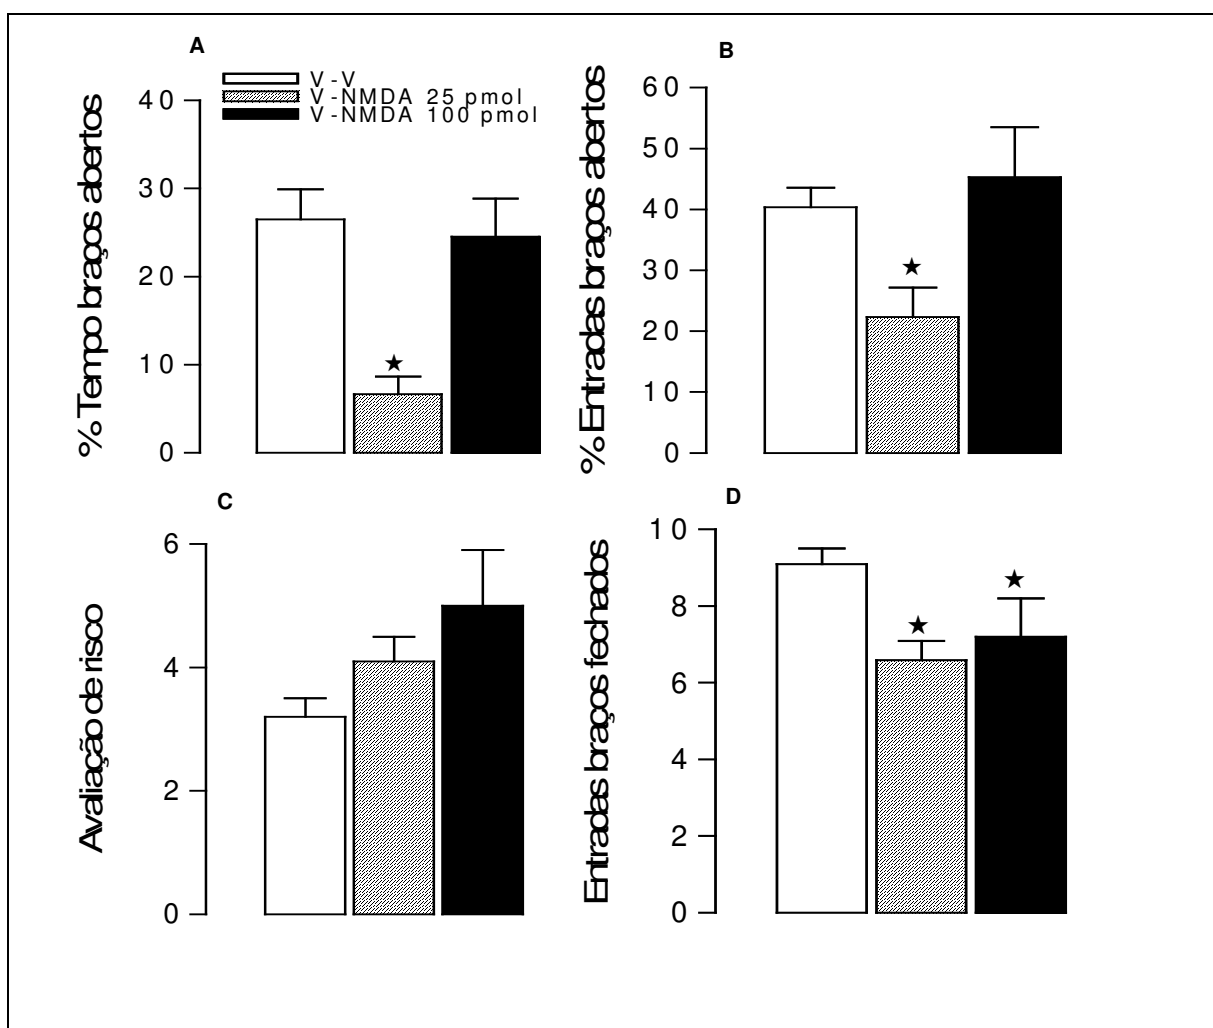 A
V-V
V-NMDA 25 pmol
V-NMDA 100 pmol
% Tempo braços abertos
40
30
20
10
0
★
B
% Entradas braços abertos
60
50
40
30
20
10
0
★
C
Avaliação de risco
6
4
2
0
D
Entradas braços fechados
10
8
6
4
2
0
★
★